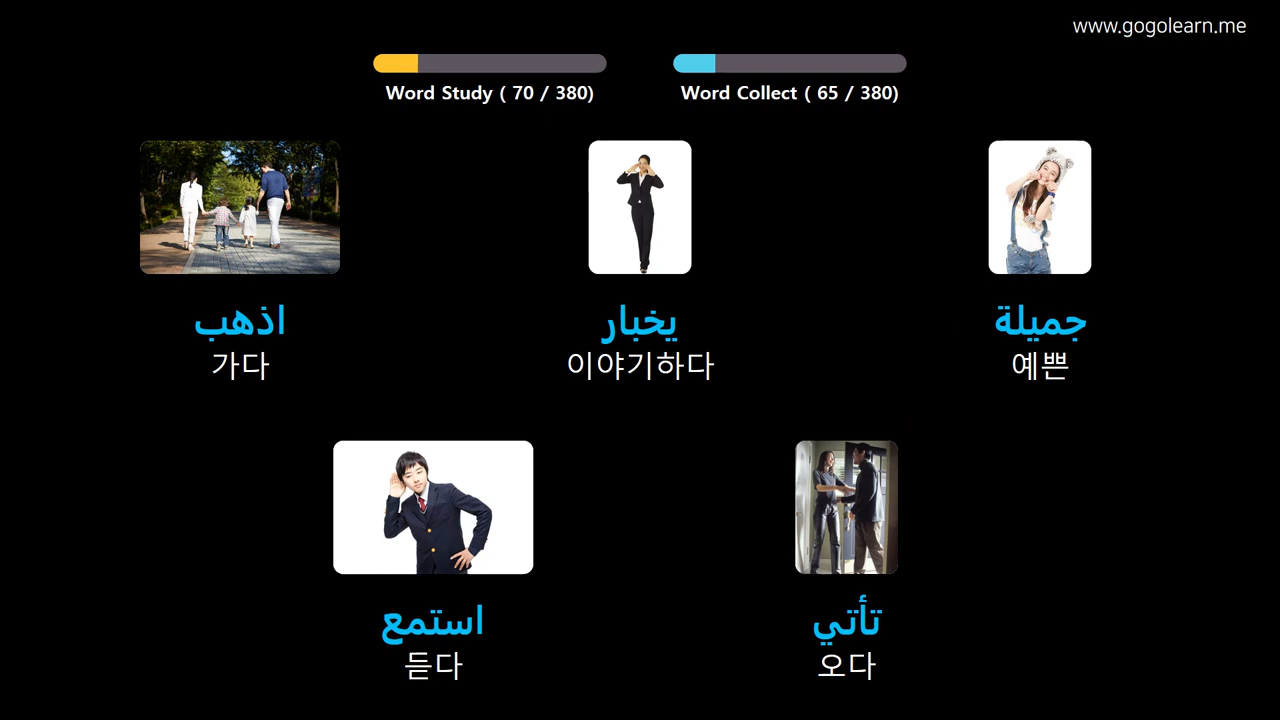 www.gogolearn.me
Word Study ( 70 / 380)
Word Collect ( 65 / 380)
اذهب
가다
يخبار
이야기하다
جميلة
예쁜
استمع
듣다
تأتي
오다